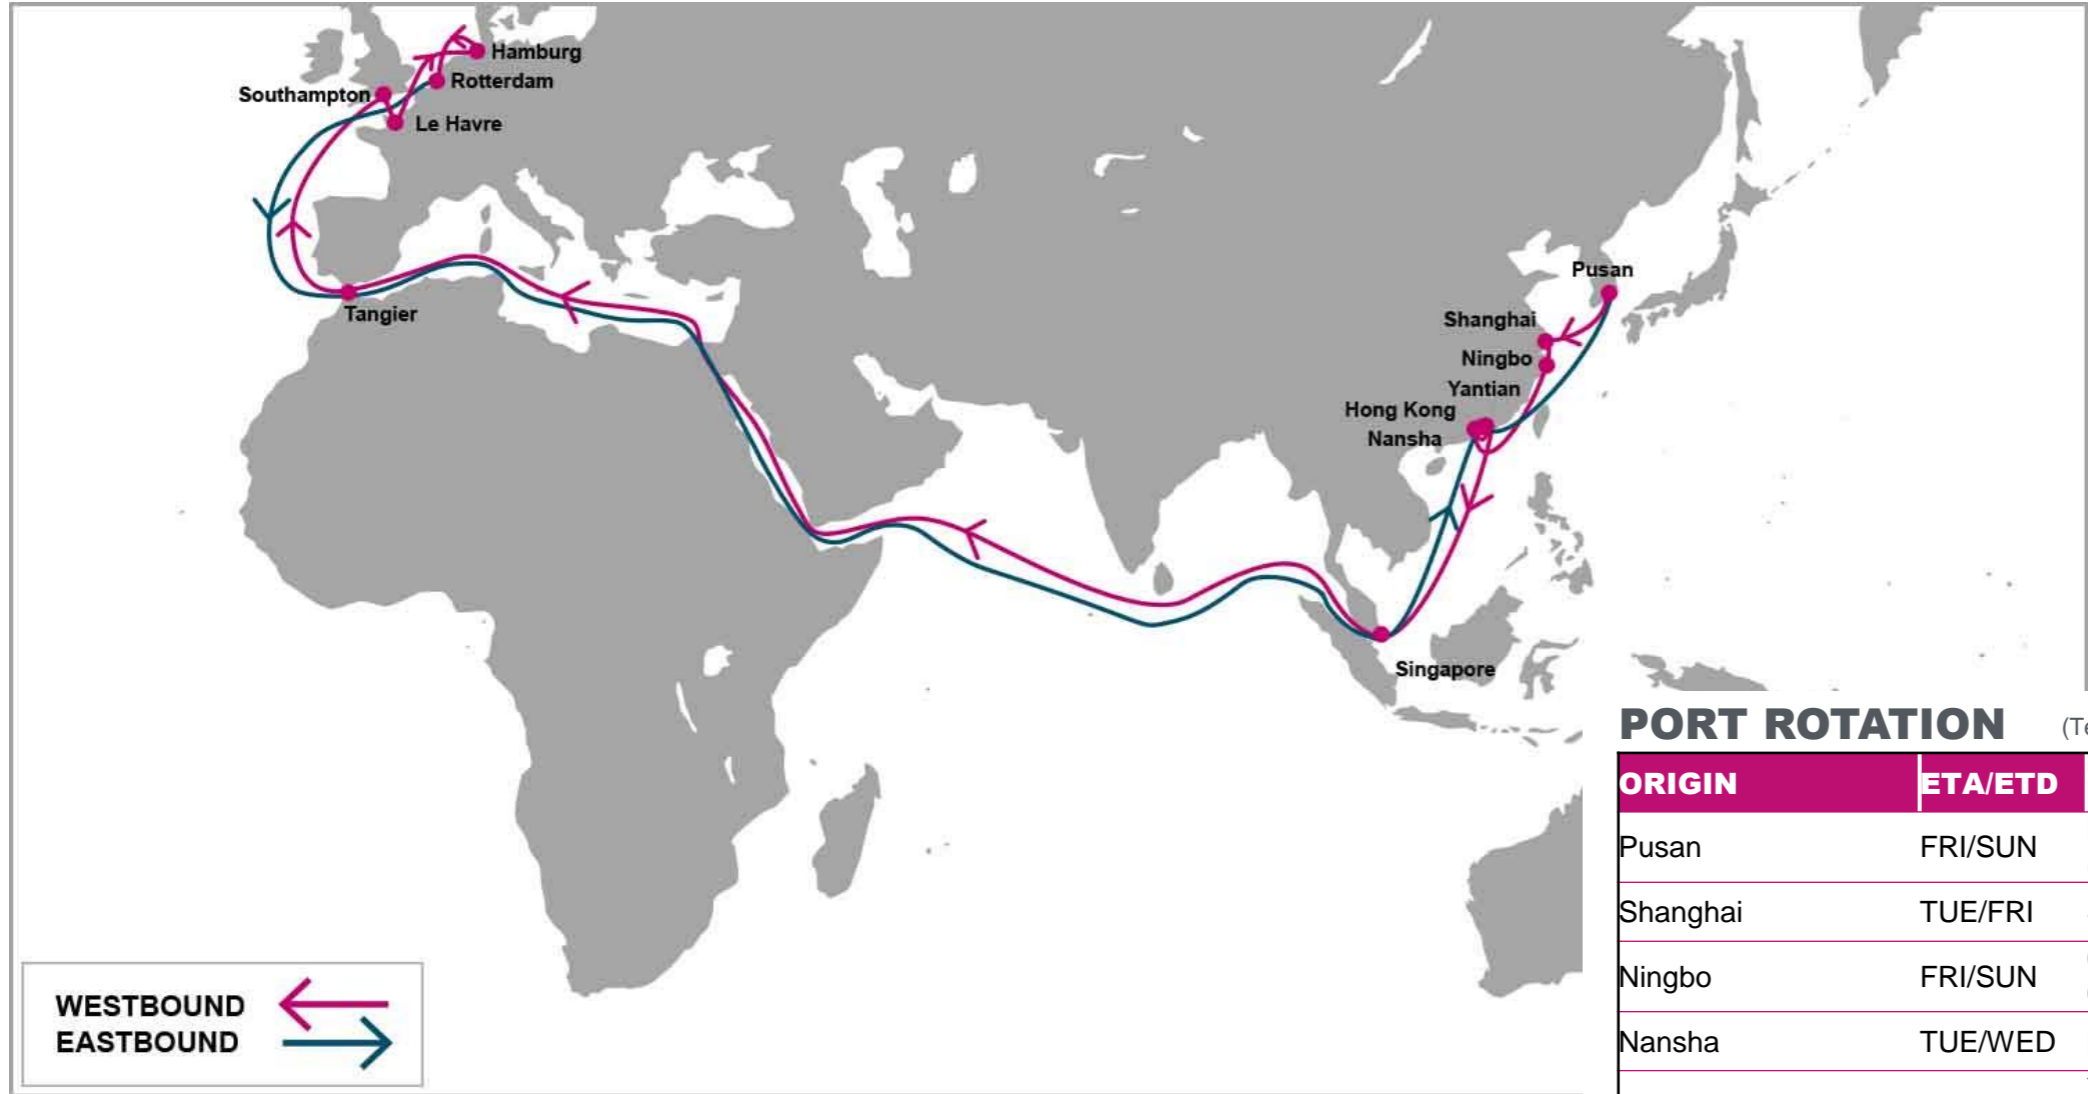 Hamburg
Rotterdam
Southampton
Le Havre
Tangier
Pusan
Shanghai
Ningbo
Yantian
Hong Kong
Nansha
Singapore
WESTBOUND
EASTBOUND
PORT ROTATION
ORIGIN ETA/ETD
Pusan FRI/SUN
Shanghai TUE/FRI
Ningbo FRI/SUN
Nansha TUE/WED